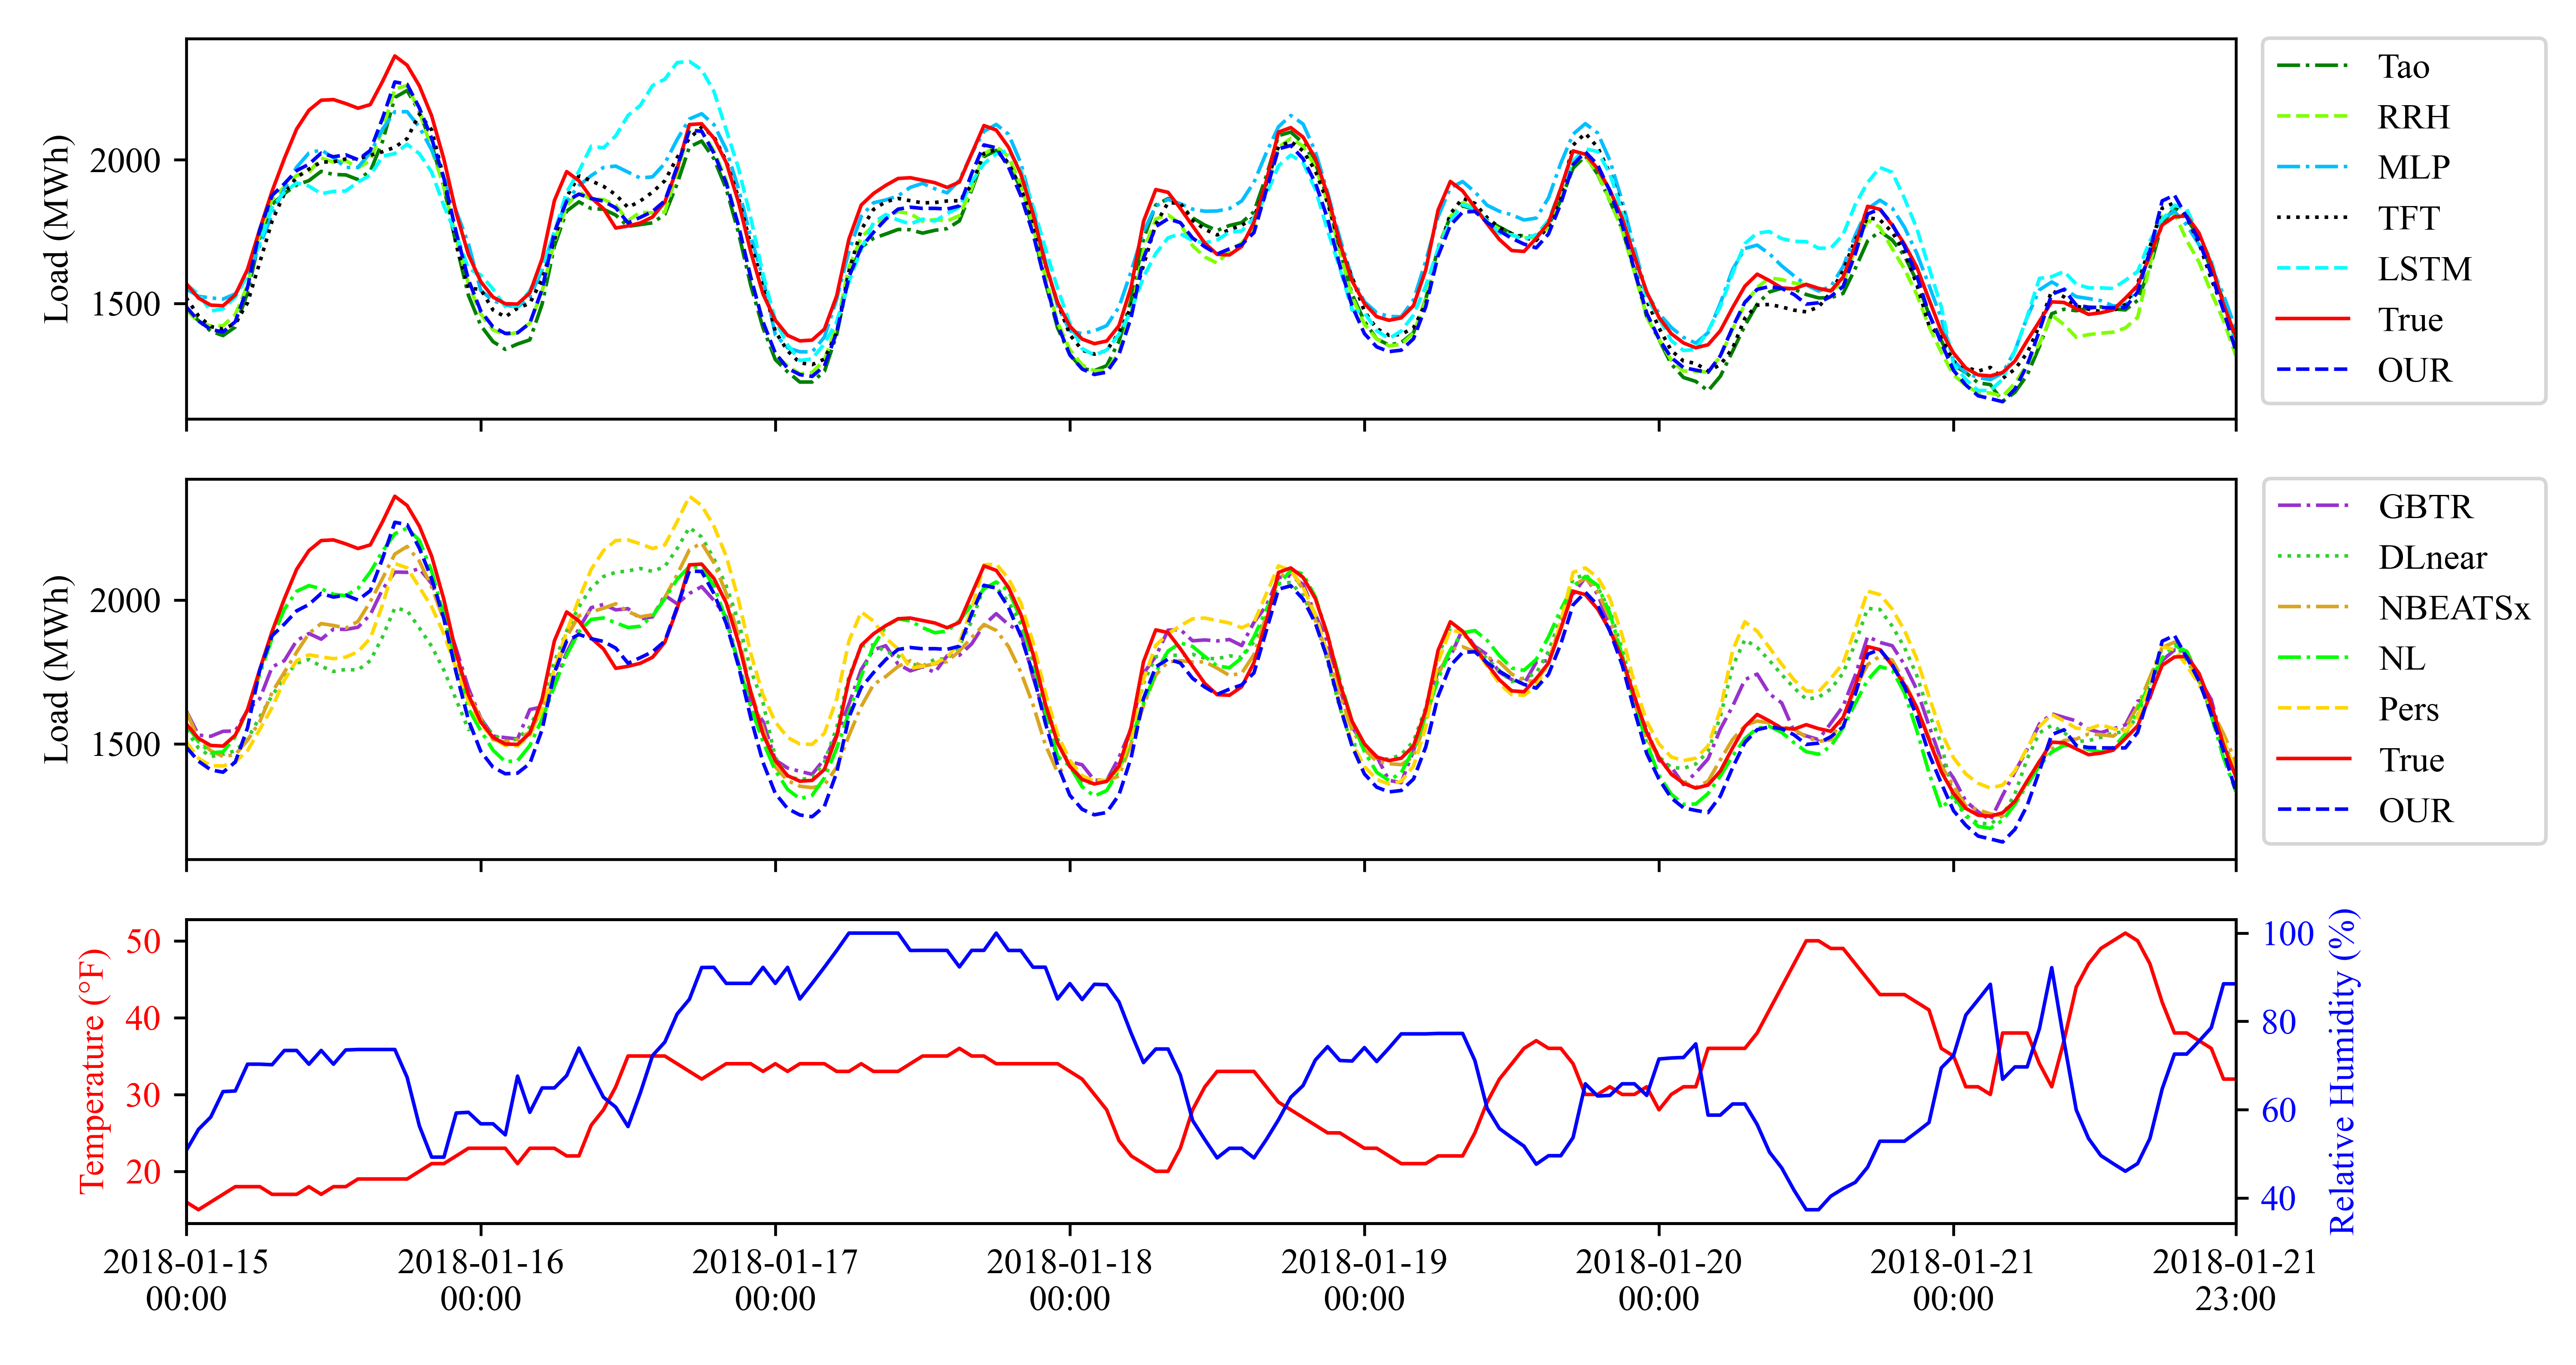 Load (MWh)
2000
1500
Tao
RRH
MLP
TFT
LSTM
True
OUR
Load (MWh)
2000
1500
GBTR
DLnear
NBEATSx
NL
Pers
True
OUR
Temperature (°F)
50
40
30
20
100
80
60
40
Relative Humidity (%)
2018-01-15 2018-01-16 2018-01-17 2018-01-18 2018-01-19 2018-01-20 2018-01-21 2018-01-21
00:00 00:00 00:00 00:00 00:00 00:00 00:00 23:00